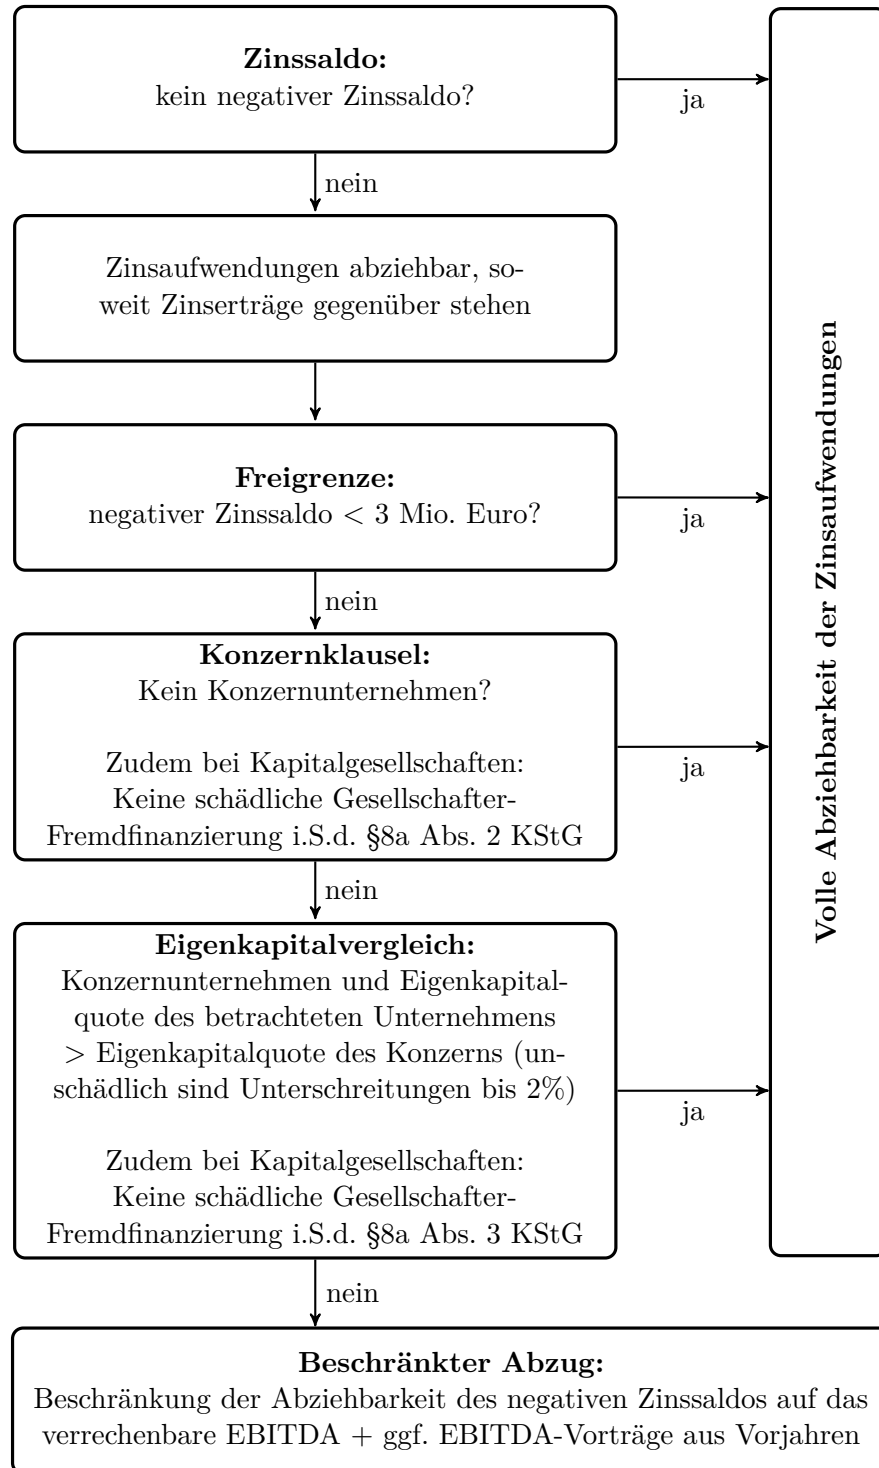 Zinssaldo:
kein negativer Zinssaldo?
ja
nein
Zinsaufwendungen abziehbar, so-
weit Zinserträge gegenüber stehen
Freigrenze:
negativer Zinssaldo < 3 Mio. Euro?
ja
nein
Konzernklausel:
Kein Konzernunternehmen?
Zudem bei Kapitalgesellschaften:
Keine schädliche Gesellschafter-
Fremdfinanzierung i.S.d. §8a Abs. 2 KStG
ja
nein
Eigenkapitalvergleich:
Konzernunternehmen und Eigenkapital-
quote des betrachteten Unternehmens
> Eigenkapitalquote des Konzerns (un-
schädlich sind Unterschreitungen bis 2%)
Zudem bei Kapitalgesellschaften:
Keine schädliche Gesellschafter-
Fremdfinanzierung i.S.d. §8a Abs. 3 KStG
ja
nein
Volle Abziehbarkeit der Zinsaufwendungen
Beschränkter Abzug:
Beschränkung der Abziehbarkeit des negativen Zinssaldos auf das
verrechenbare EBITDA + ggf. EBITDA-Vorträge aus Vorjahren